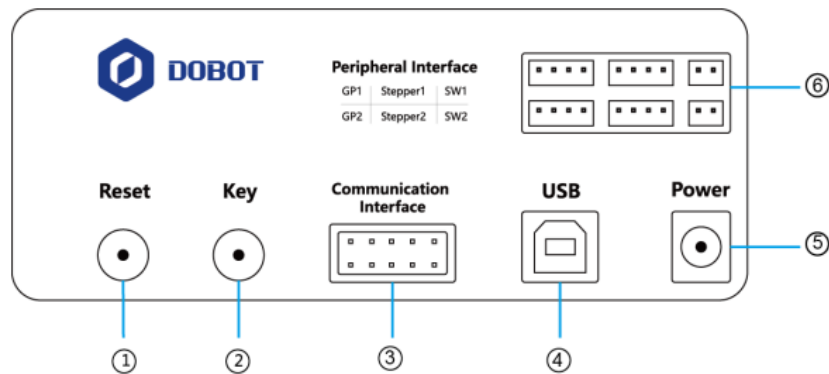 DOBOT
Peripheral Interface
GP1 Stepper1 SW1
GP2 Stepper2 SW2
⑥
Reset
Key
Communication
Interface
USB
Power
⑤
①
②
③
④